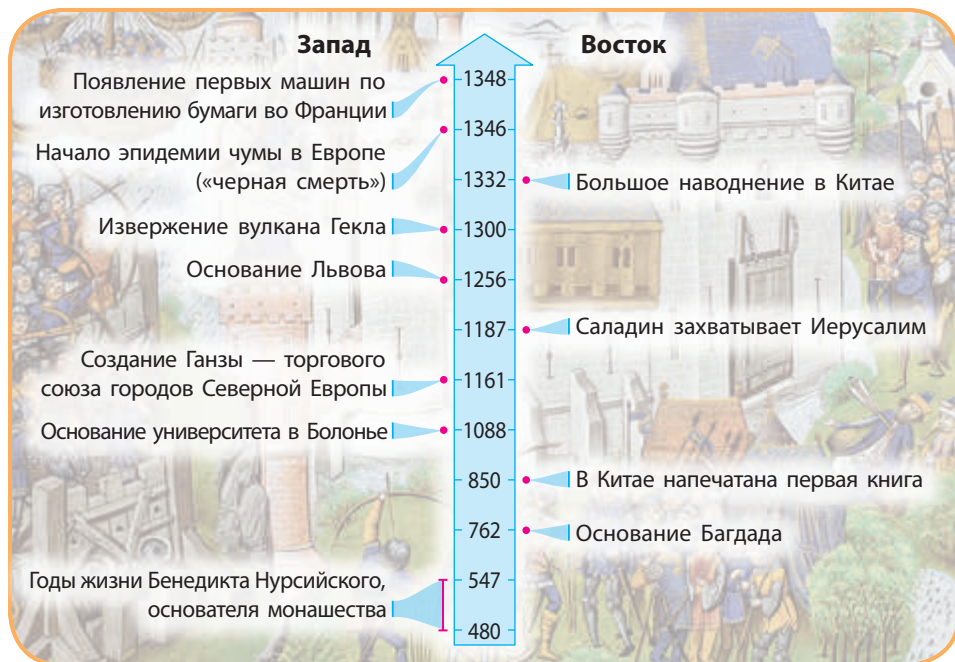 Запад
Восток
1348
Появление первых машин по
изготовлению бумаги во Франции
1346
Начало эпидемии чумы в Европе
(«черная смерть»)
1332
Большое наводнение в Китае
Извержение вулкана Гекла
1300
Основание Львова
1256
1187
Саладин захватывает Иерусалим
Создание Ганзы — торгового
союза городов Северной Европы
1161
Основание университета в Болонье
1088
850
В Китае напечатана первая книга
762
Основание Багдада
Годы жизни Бенедикта Нурсийского,
основателя монашества
547
480